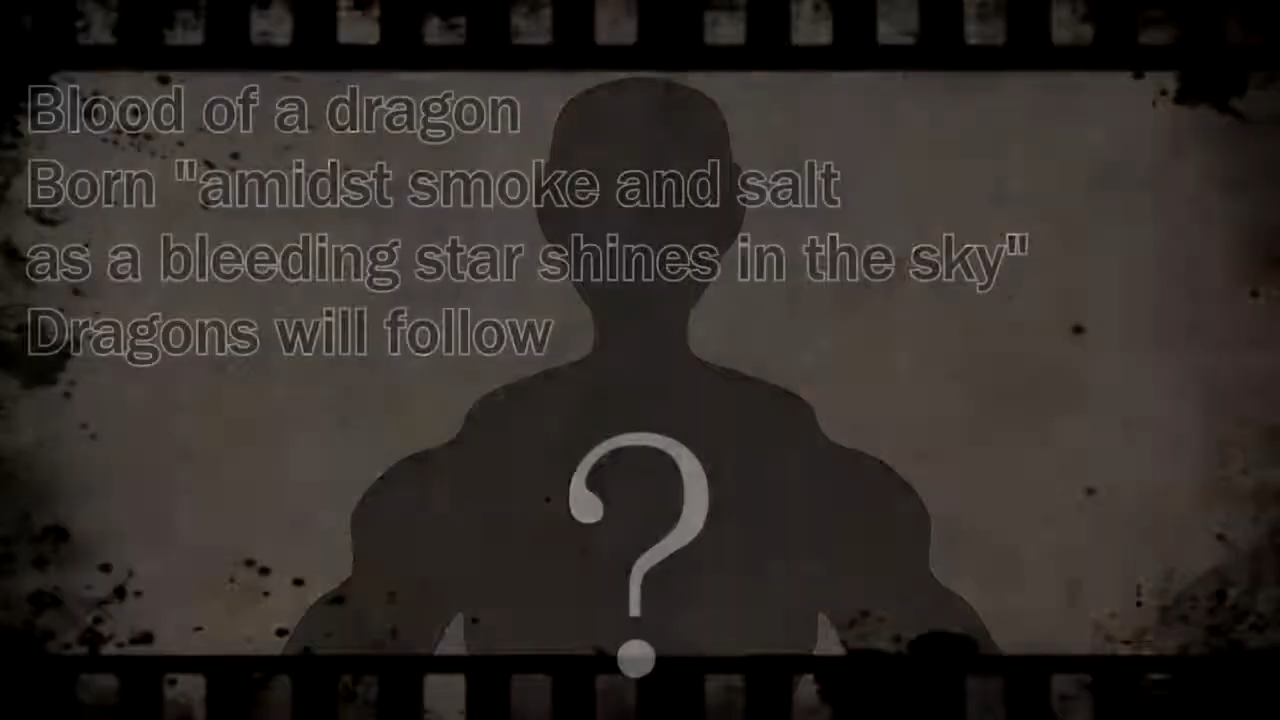 Blood of a dragon
Born "amidst smoke and salt
as a bleeding star shines in the sky"
Dragons will follow
?